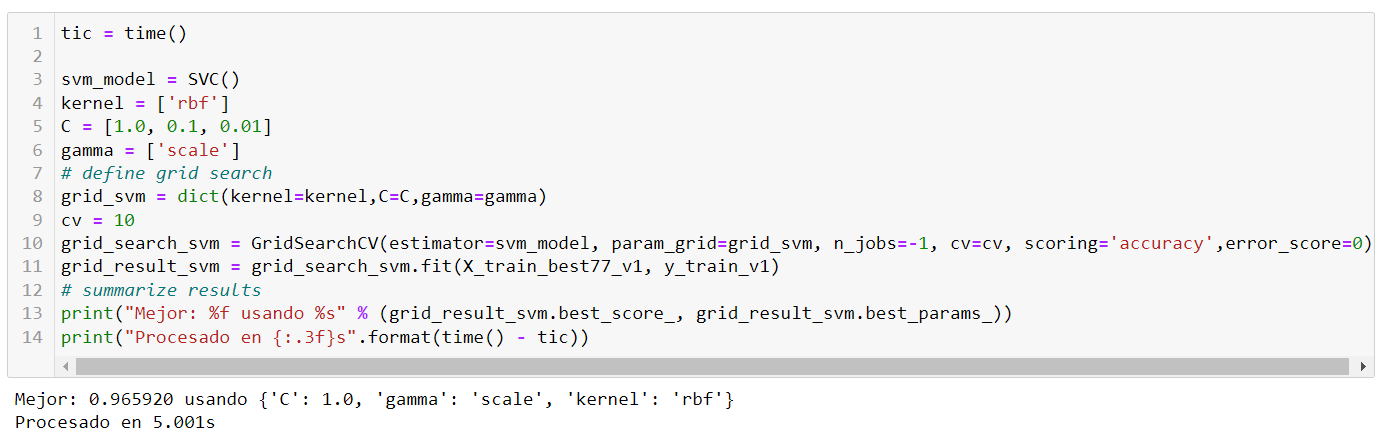 1 tic = time()
2
3 svm_model = SVC()
4 kernel = ['rbf']
5 C = [1.0, 0.1, 0.01]
6 gamma = ['scale']
7 # define grid search
8 grid_svm = dict(kernel=kernel,C=C,gamma=gamma)
9 cv = 10
10 grid_search_svm = GridSearchCV(estimator=svm_model, param_grid=grid_svm, n_jobs=-1, cv=cv, scoring='accuracy',error_score=0)
11 grid_result_svm = grid_search_svm.fit(X_train_best77_v1, y_train_v1)
12 # summarize results
13 print("Mejor: %f usando %s" % (grid_result_svm.best_score_, grid_result_svm.best_params_))
14 print("Procesado en {:.3f}s".format(time() - tic))
Mejor: 0.965920 usando {'C': 1.0, 'gamma': 'scale', 'kernel': 'rbf'}
Procesado en 5.001s